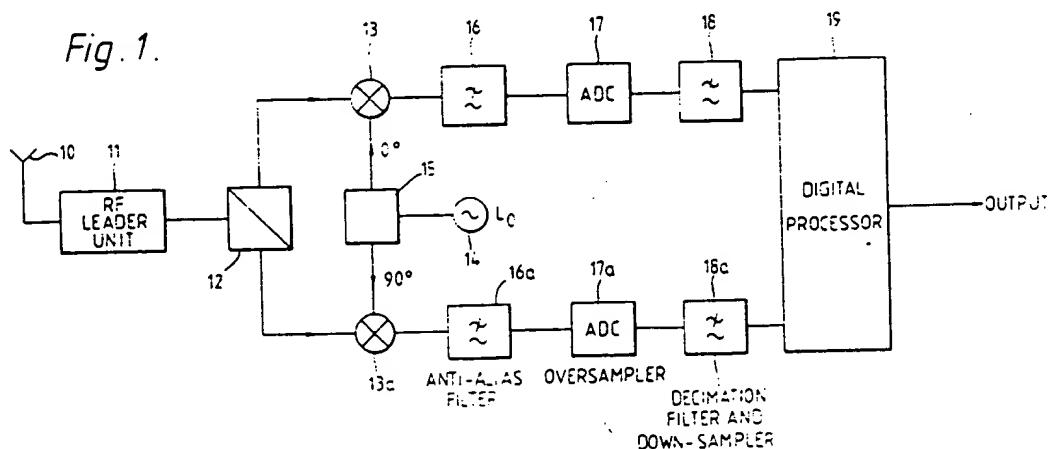 Fig. 1.
10
11
RF
LEADER
UNIT
12
13
0°
15
14
LO
90°
13a
16
17
ADC
18
19
DIGITAL
PROCESSOR
OUTPUT
16a
17a
ADC
18a
ANTI-ALIAS
FILTER
OVERSAMPLER
DECIMATION
FILTER AND
DOWN-SAMPLER